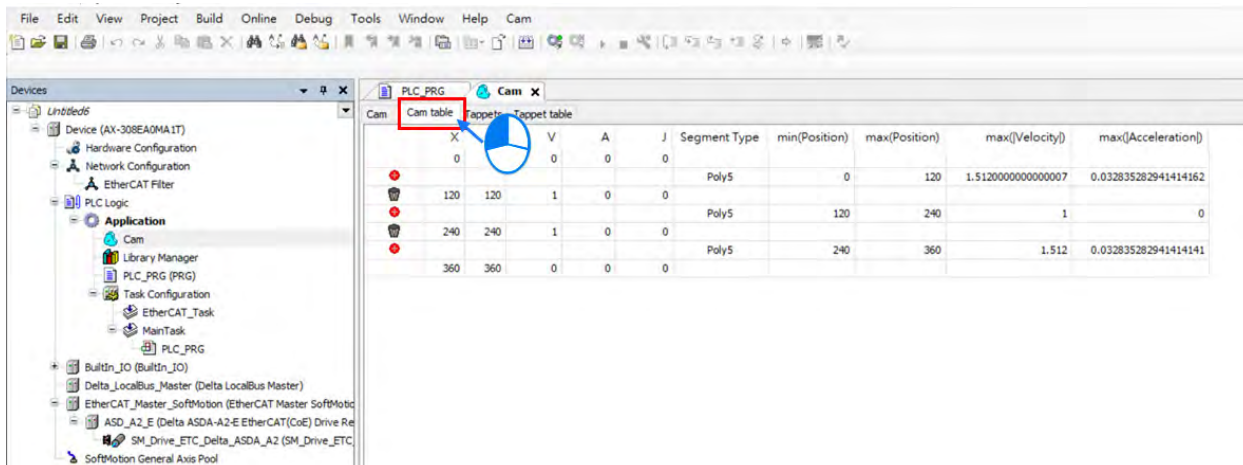 File Edit View Project Build Online Debug Tools Window Help Cam
Devices
Untitled6
Device (AX-308EA0MA1T)
Hardware Configuration
Network Configuration
EtherCAT Filter
PLC Logic
Application
Cam
Library Manager
PLC_PRG (PRG)
Task Configuration
EtherCAT_Task
MainTask
PLC_PRG
BuiltIn_IO (BuiltIn_IO)
Delta_LocalBus_Master (Delta LocalBus Master)
EtherCAT_Master_SoftMotion (EtherCAT Master SoftMotic
ASD_A2_E (Delta ASDA-A2-E EtherCAT(CoE) Drive Re
SM_Drive_ETC_Delta_ASDA_A2 (SM_Drive_ETC_
SoftMotion General Axis Pool
PLC_PRG Cam x
Cam Cam table Tappets Tappet table
X V A J Segment Type min(Position) max(Position) max(|Velocity|) max(|Acceleration|)
0 0 0 0
Poly5 0 120 1.5120000000000007 0.032835282941414162
120 120 1 0 0
Poly5 120 240 1 0
240 240 1 0 0
Poly5 240 360 1.512 0.032835282941414141
360 360 0 0 0